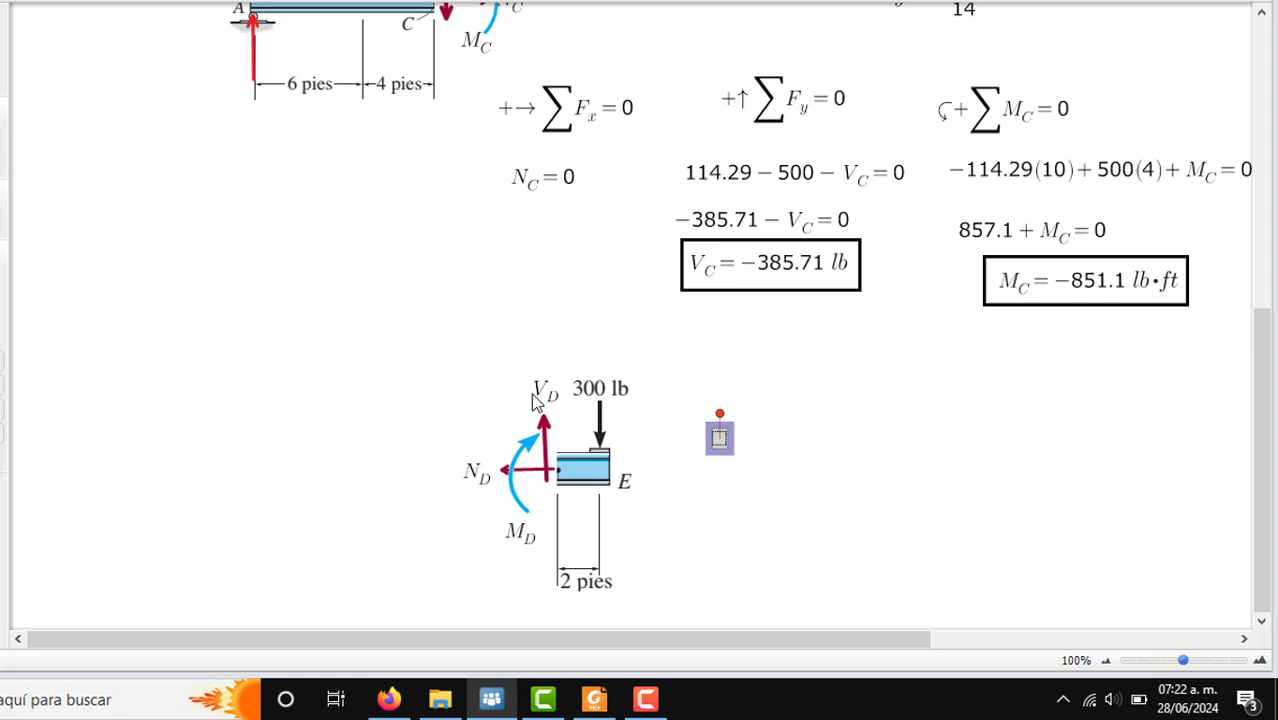 A
C
M_C
14
6 pies
4 pies
+→ ∑ F_x = 0
+↑ ∑ F_y = 0
+ ∑ M_C = 0
N_C = 0
114.29 − 500 − V_C = 0
−114.29(10) + 500(4) + M_C = 0
−385.71 − V_C = 0
857.1 + M_C = 0
V_C = −385.71 lb
M_C = −851.1 lb•ft
V_D
300 lb
N_D
E
M_D
2 pies
100%
aquí para buscar
07:22 a. m.
28/06/2024
3